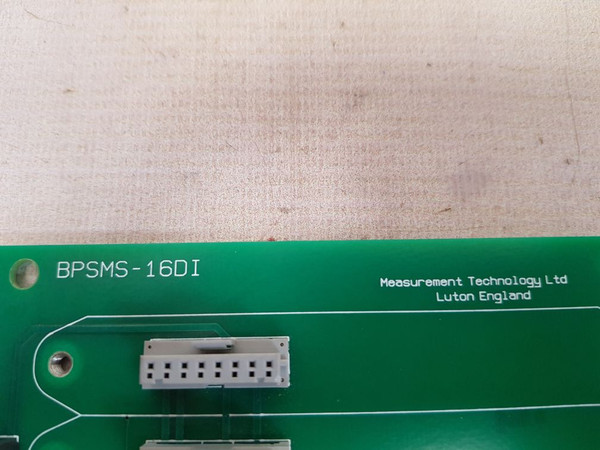 BPSMS-16DI
Measurement Technology Ltd
Luton England